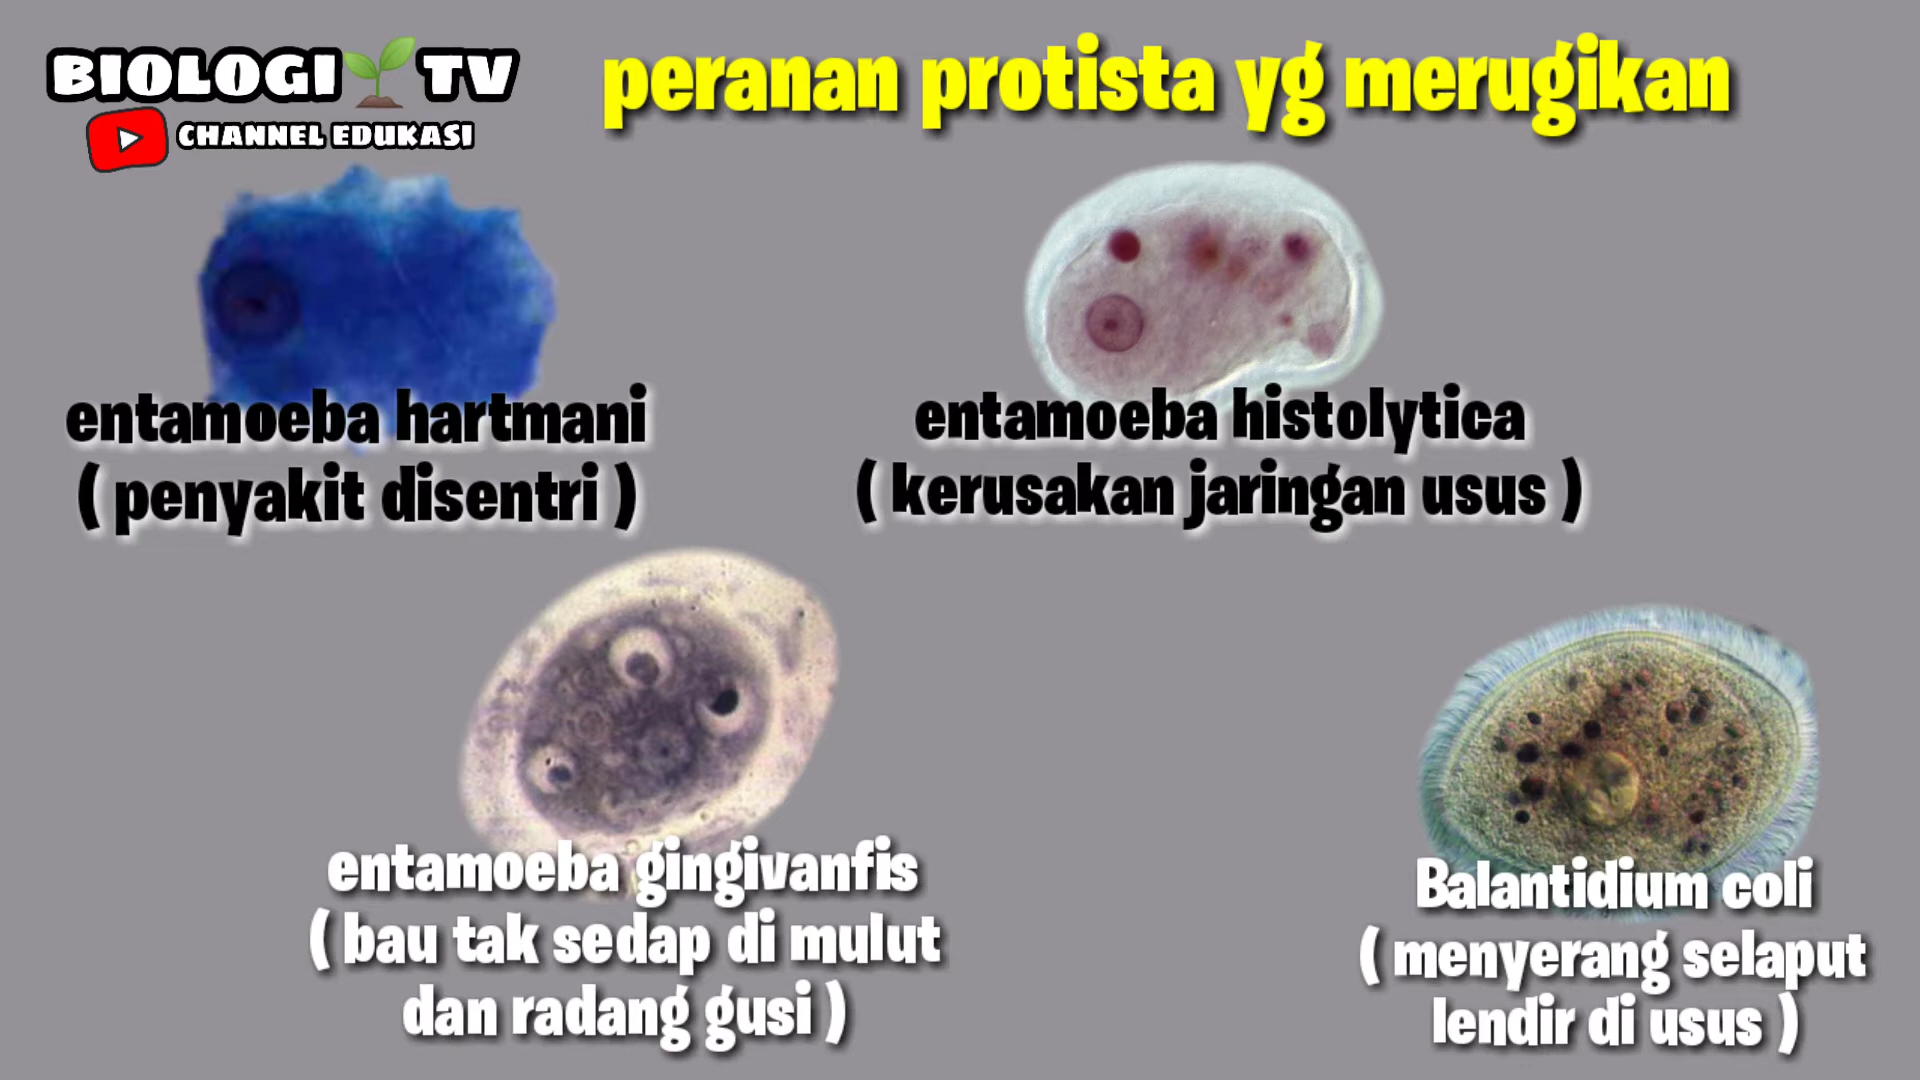 BIOLOGI TV
CHANNEL EDUKASI
peranan protista yg merugikan
entamoeba hartmani
( penyakit disentri )
entamoeba histolytica
( kerusakan jaringan usus )
entamoeba gingivanfis
( bau tak sedap di mulut
dan radang gusi )
Balantidium coli
( menyerang selaput
lendir di usus )